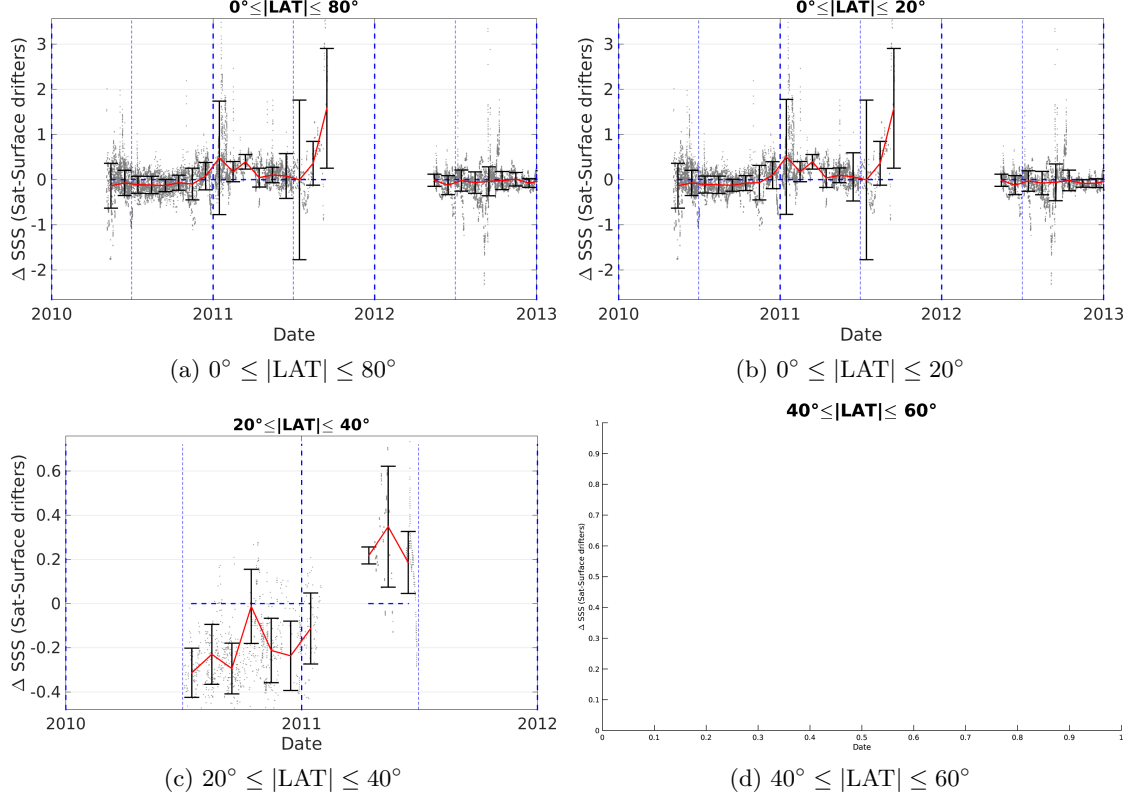 0°≤|LAT|≤ 80°
Δ SSS (Sat-Surface drifters)
3
2
1
0
-1
-2
2010 2011 2012 2013
Date
(a) 0° ≤ |LAT| ≤ 80°
0°≤|LAT|≤ 20°
Δ SSS (Sat-Surface drifters)
3
2
1
0
-1
-2
2010 2011 2012 2013
Date
(b) 0° ≤ |LAT| ≤ 20°
20°≤|LAT|≤ 40°
Δ SSS (Sat-Surface drifters)
0.6
0.4
0.2
0
-0.2
-0.4
2010 2011 2012
Date
(c) 20° ≤ |LAT| ≤ 40°
40°≤|LAT|≤ 60°
Δ SSS (Sat-Surface drifters)
1
0.9
0.8
0.7
0.6
0.5
0.4
0.3
0.2
0.1
0
0 0.1 0.2 0.3 0.4 0.5 0.6 0.7 0.8 0.9 1
Date
(d) 40° ≤ |LAT| ≤ 60°